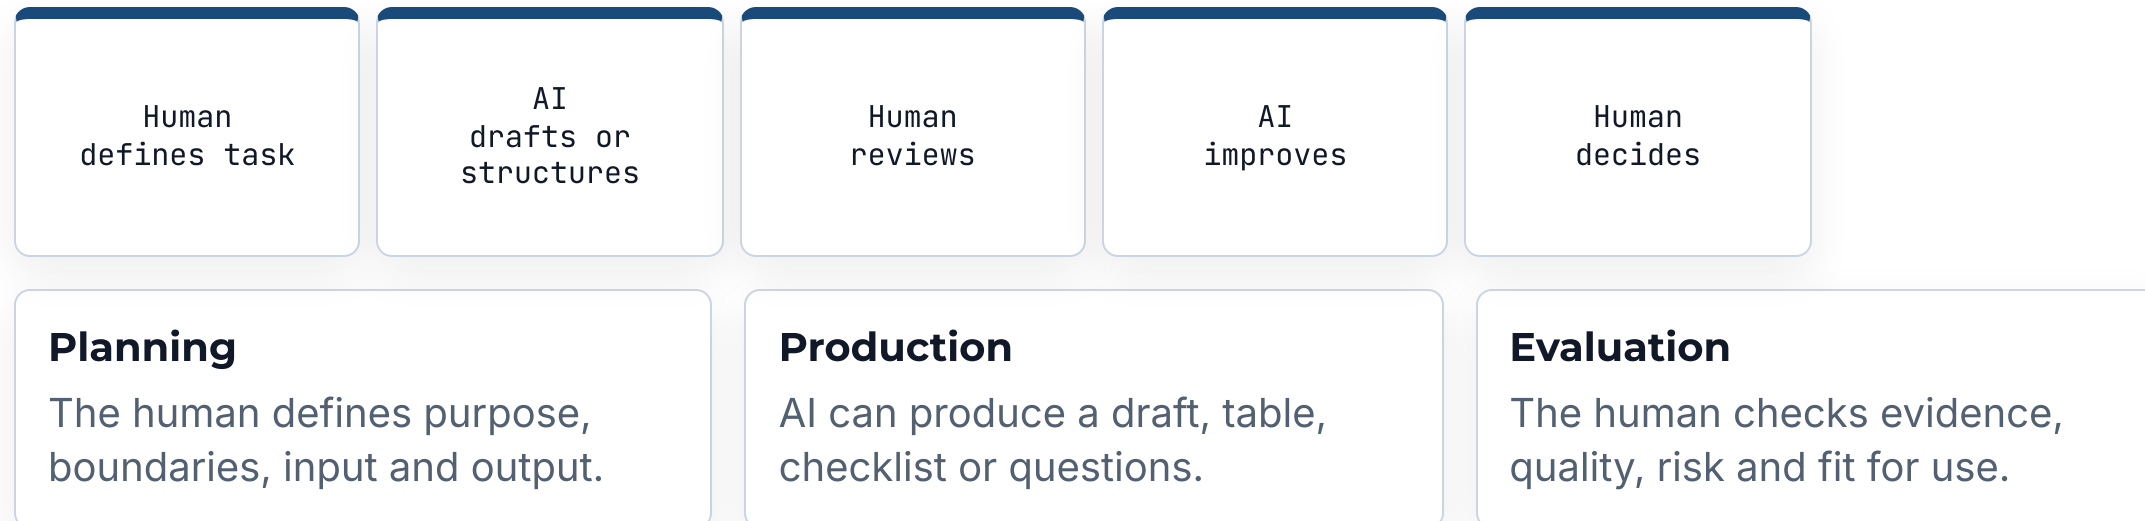 Human
defines task
AI
drafts or
structures
Human
reviews
AI
improves
Human
decides
Planning
The human defines purpose,
boundaries, input and output.
Production
AI can produce a draft, table,
checklist or questions.
Evaluation
The human checks evidence,
quality, risk and fit for use.